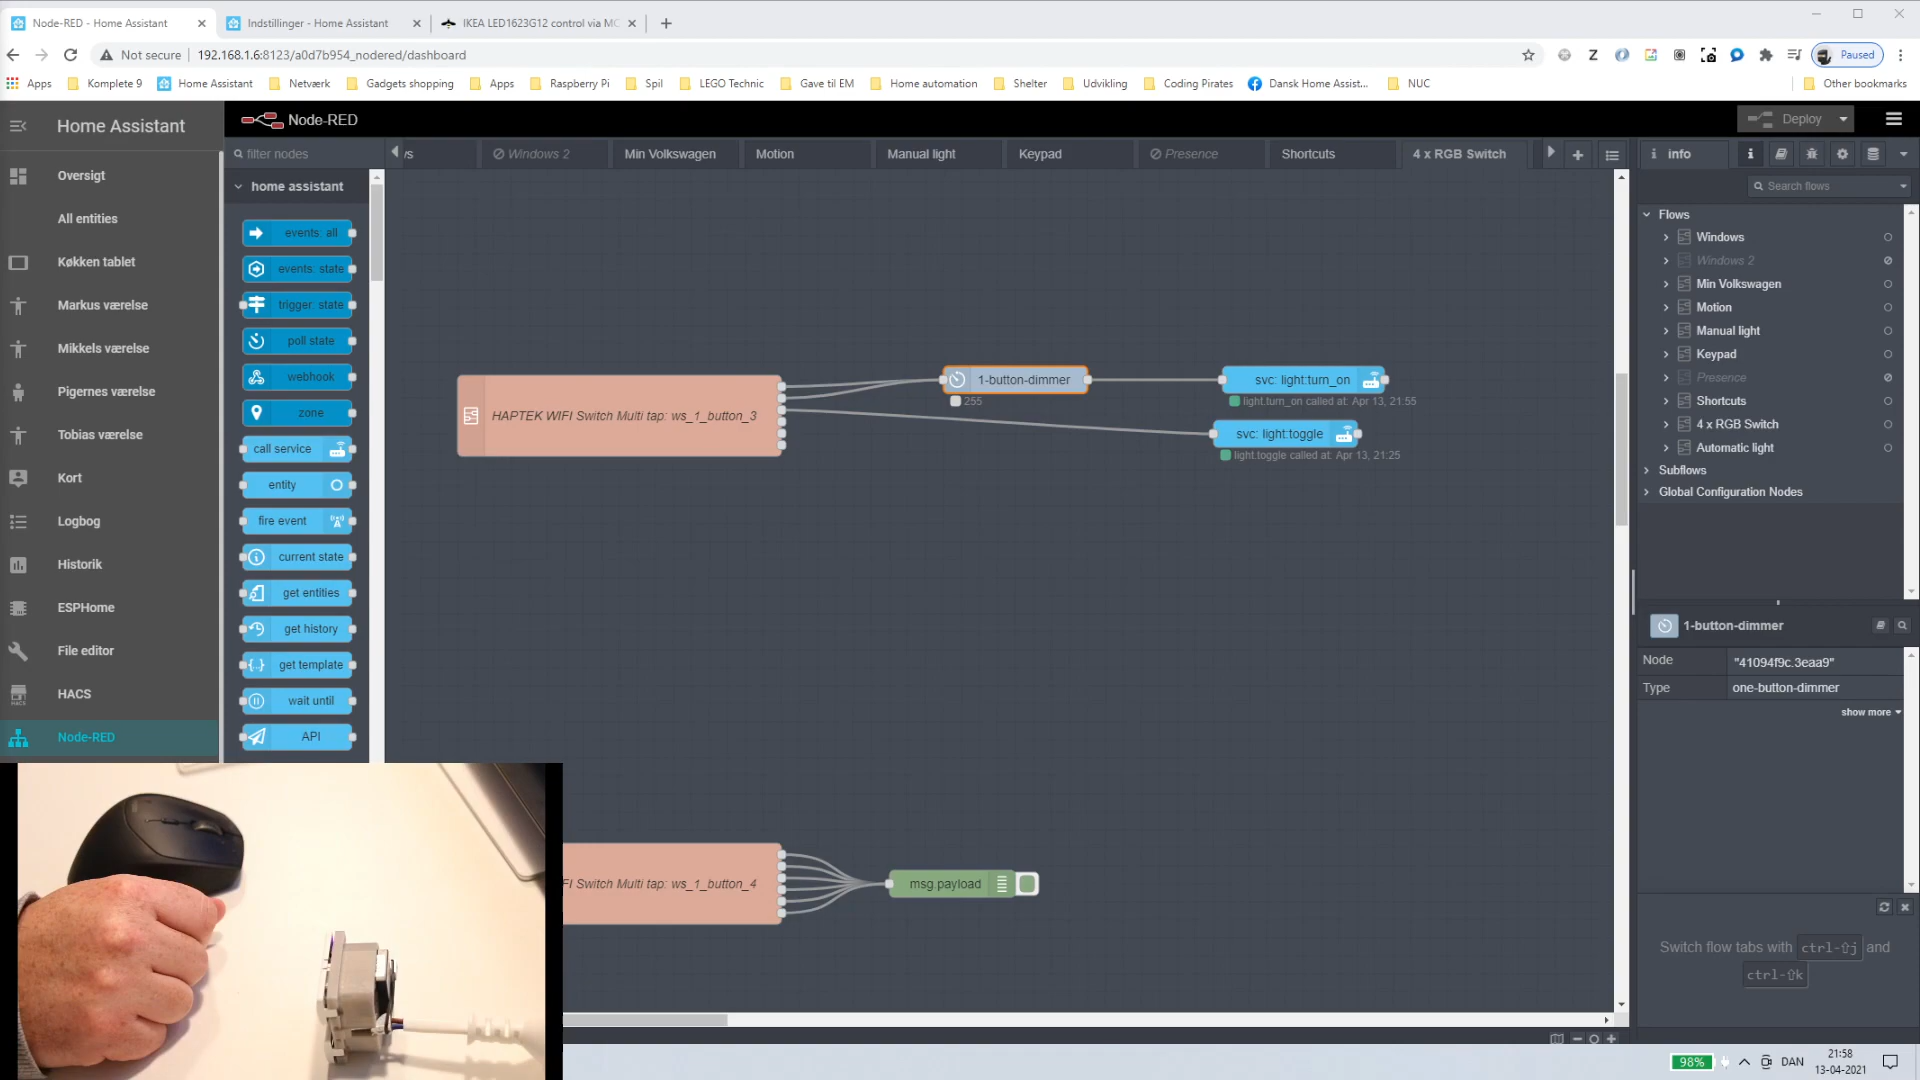 Node-RED - Home Assistant
Indstillinger - Home Assistant
IKEA LED1623G12 control via MQ
Not secure
192.168.1.6:8123/a0d7b954_nodered/dashboard
Paused
Apps
Komplete 9
Home Assistant
Netværk
Gadgets shopping
Apps
Raspberry Pi
Spil
LEGO Technic
Gave til EM
Home automation
Shelter
Udvikling
Coding Pirates
Dansk Home Assist...
NUC
Other bookmarks
Home Assistant
Node-RED
Deploy
filter nodes
Windows 2
Min Volkswagen
Motion
Manual light
Keypad
Presence
Shortcuts
4 x RGB Switch
info
Oversigt
All entities
Køkken tablet
Markus værelse
Mikkels værelse
Pigernes værelse
Tobias værelse
Kort
Logbog
Historik
ESPHome
File editor
HACS
Node-RED
home assistant
events: all
events: state
trigger: state
poll state
webhook
zone
call service
entity
fire event
current state
get entities
get history
get template
wait until
API
HAPTEK WIFI Switch Multi tap: ws_1_button_3
1-button-dimmer
255
svc: light:turn_on
light.turn_on called at: Apr 13, 21:55
svc: light:toggle
light.toggle called at: Apr 13, 21:25
FI Switch Multi tap: ws_1_button_4
msg.payload
Search flows
Flows
Windows
Windows 2
Min Volkswagen
Motion
Manual light
Keypad
Presence
Shortcuts
4 x RGB Switch
Automatic light
Subflows
Global Configuration Nodes
1-button-dimmer
Node
"41094f9c.3eaa9"
Type
one-button-dimmer
show more
Switch flow tabs with ctrl-⇧j and
ctrl-⇧k
98%
DAN
21:58
13-04-2021